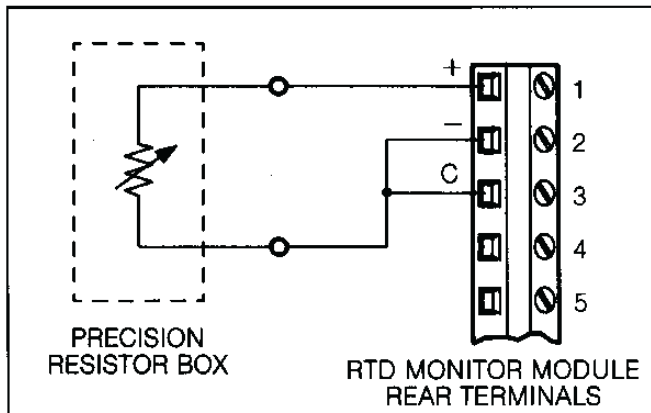 +
1
−
2
C
3
4
5
PRECISION
RESISTOR BOX
RTD MONITOR MODULE
REAR TERMINALS